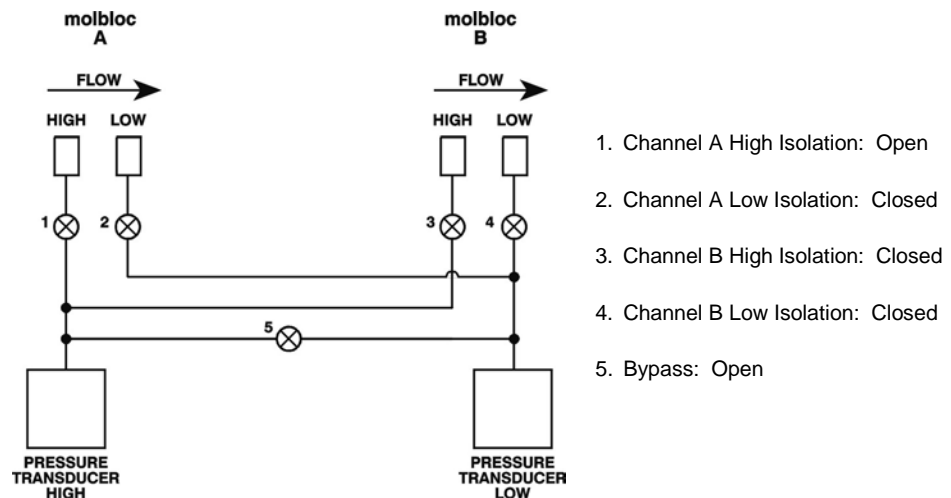 molbloc
A
molbloc
B
FLOW
FLOW
HIGH LOW
HIGH LOW
1
2
3
4
5
PRESSURE
TRANSDUCER
HIGH
PRESSURE
TRANSDUCER
LOW
1. Channel A High Isolation: Open
2. Channel A Low Isolation: Closed
3. Channel B High Isolation: Closed
4. Channel B Low Isolation: Closed
5. Bypass: Open